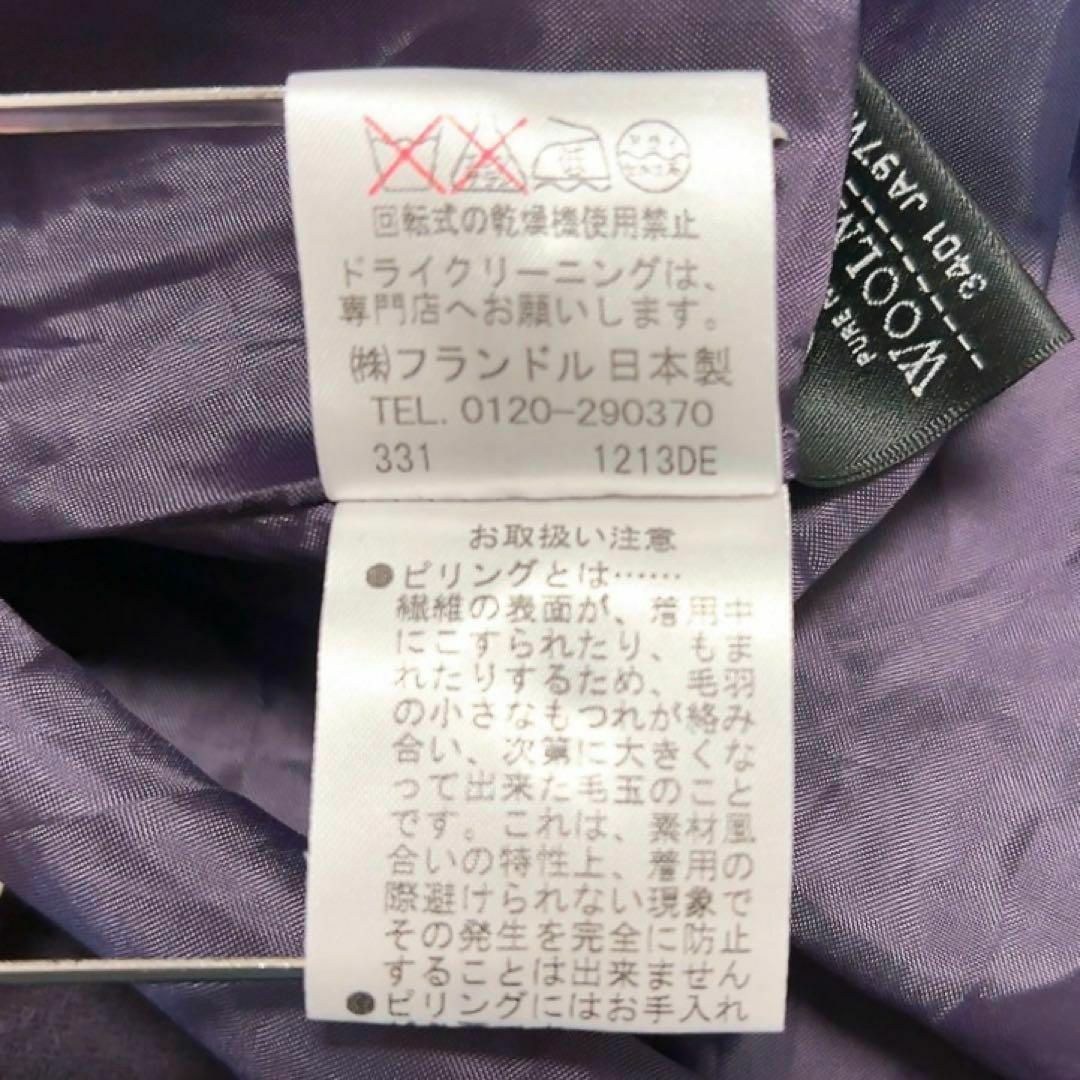 回転式の乾燥機使用禁止
ドライクリーニングは、
専門店へお願いします。
㈱フランドル 日本製
TEL. 0120-290370
331 1213DE
お取扱い注意
●ピリングとは……
繊維の表面が、着用中
にこすられたり、もま
れたりするため、毛羽
の小さなもつれが絡み
合い、次第に大きくな
って出来た毛玉のこと
です。これは、素材風
合いの特性上、着用の
際避けられない現象で
その発生を完全に防止
することは出来ません
●ピリングにはお手入れ
PURE
WOOLM
3401 JA97